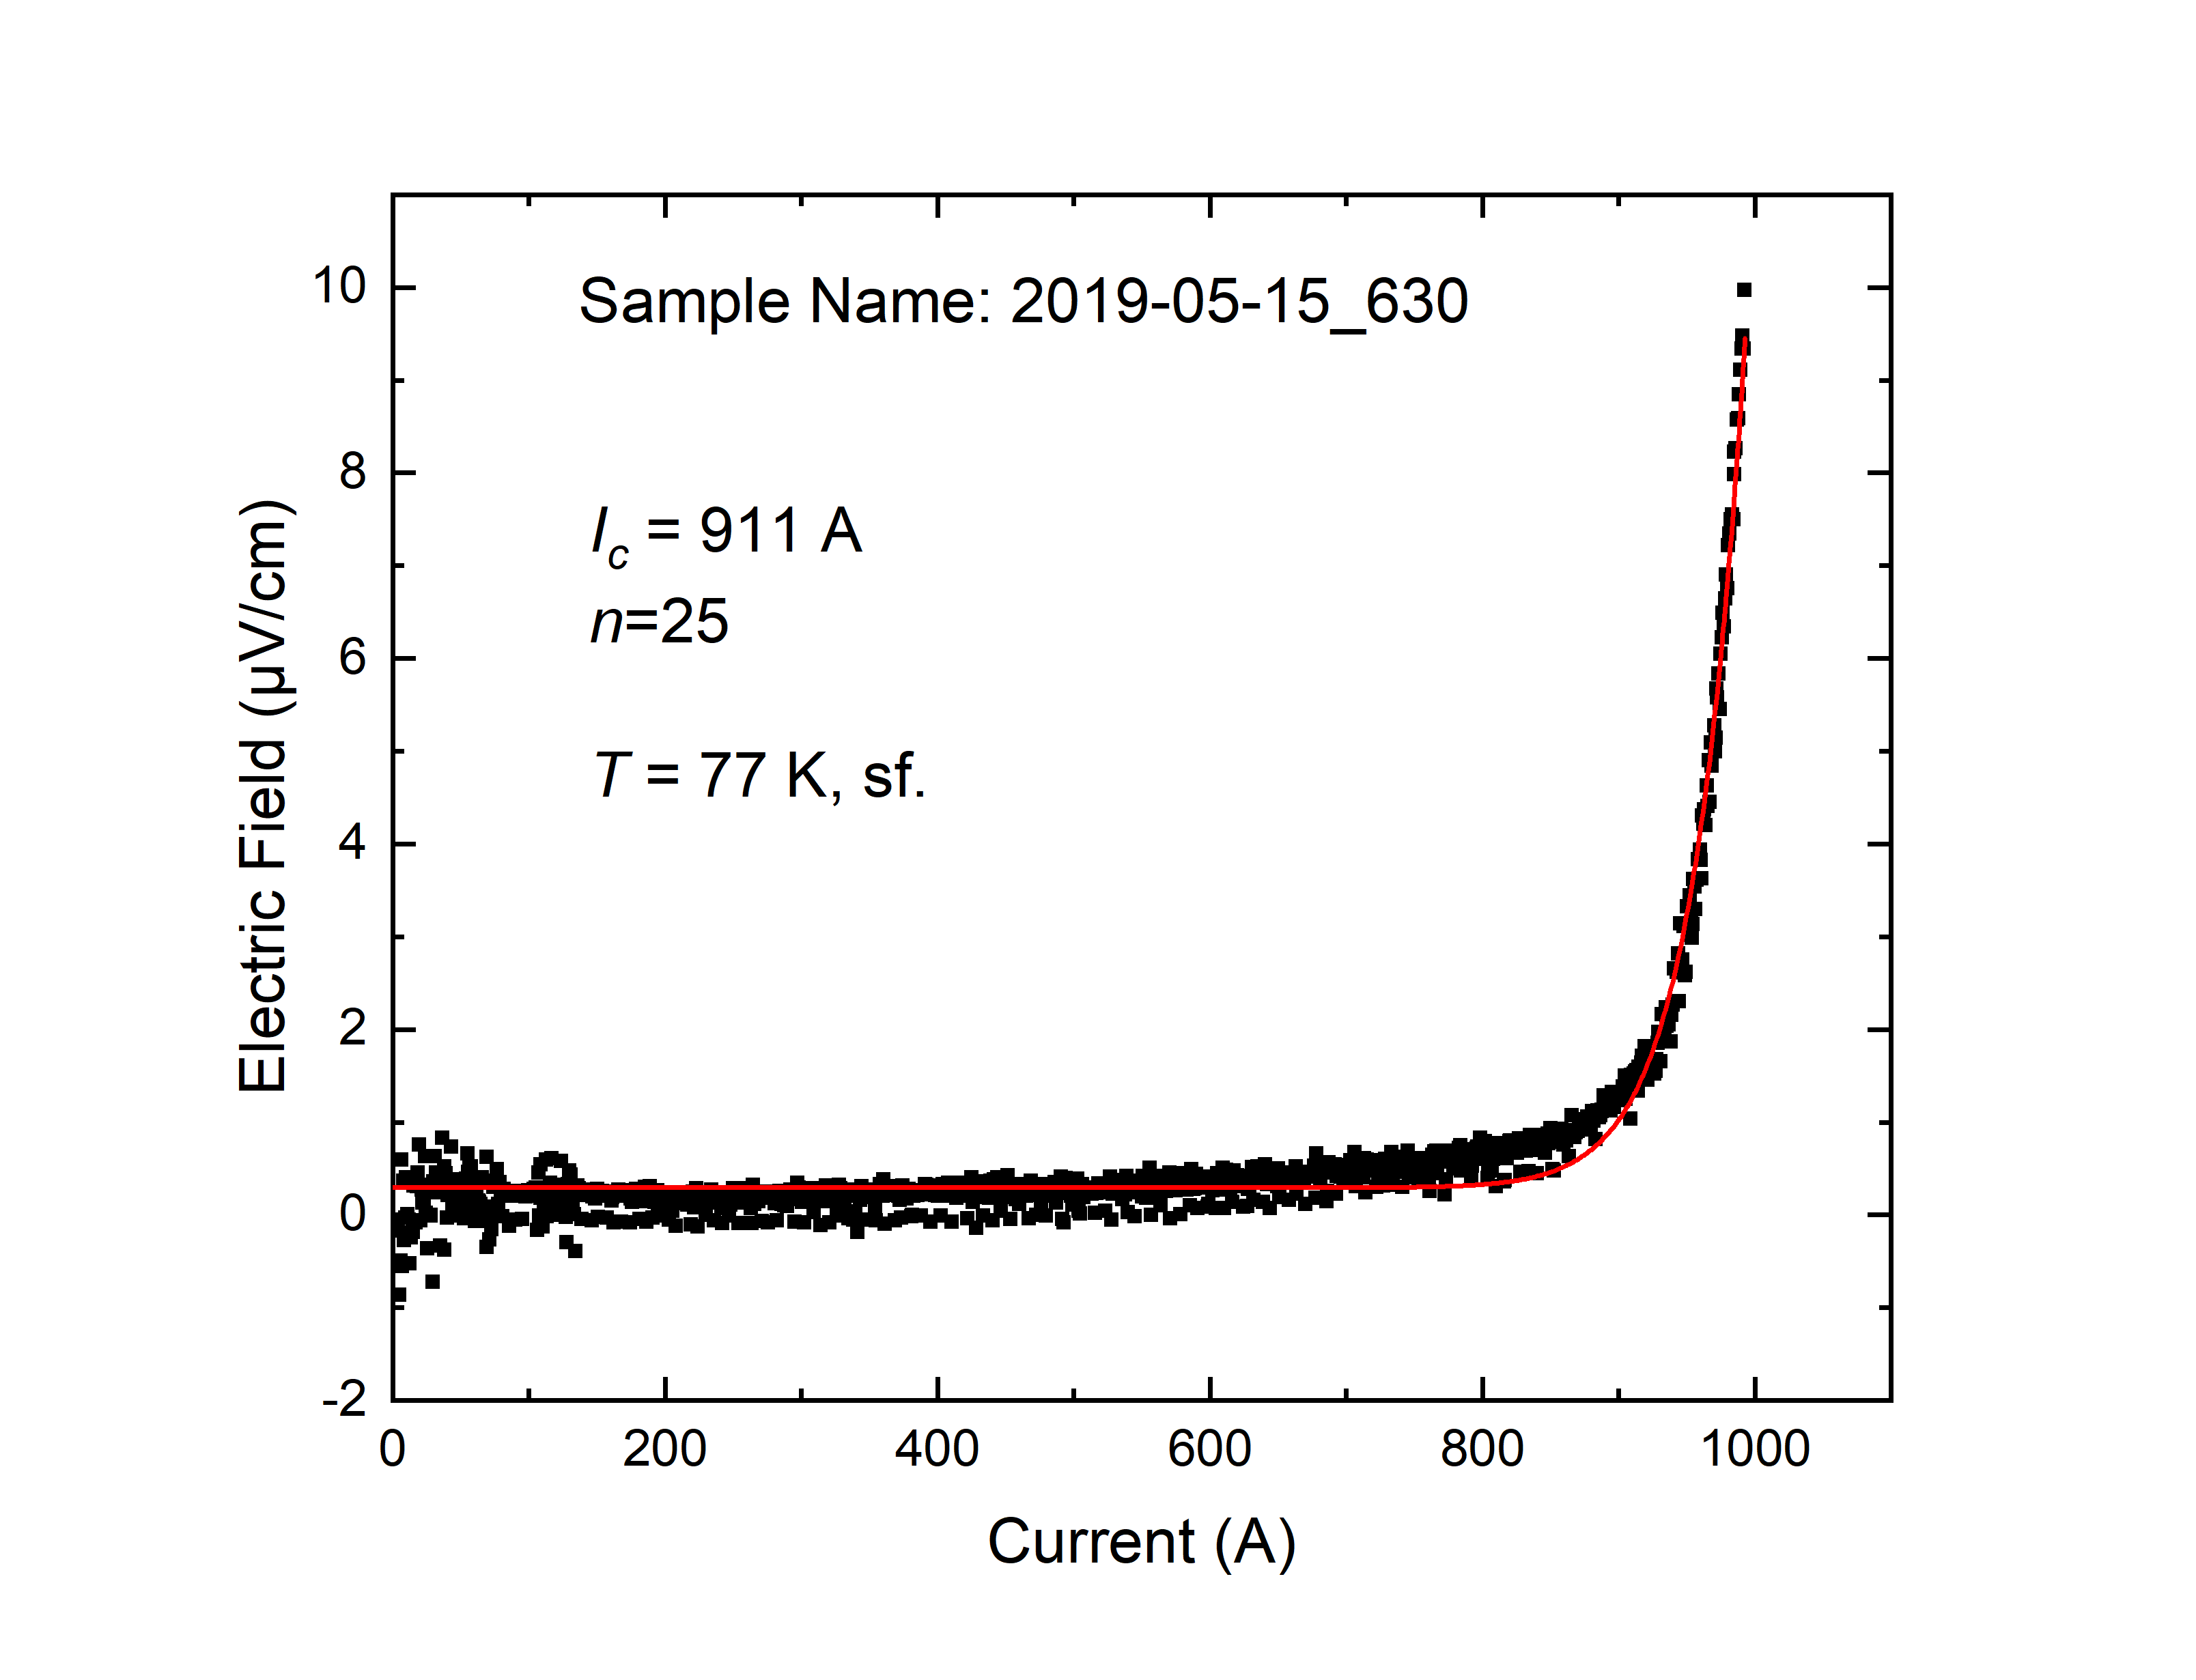 Sample Name: 2019-05-15_630
Ic = 911 A
n=25
T = 77 K, sf.
Electric Field (μV/cm)
10
8
6
4
2
0
-2
0 200 400 600 800 1000
Current (A)